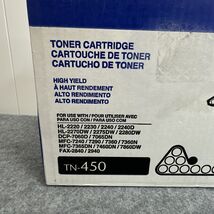 TONER CARTRIDGE
CARTOUCHE DE TONER
CARTUCHO DE TONER
HIGH YIELD
À HAUT RENDEMENT
ALTO RENDIMIENTO
ALTO RENDIMENTO
FOR USE WITH / POUR UTILISER AVEC
PARA USO CON / PARA USO COM
HL-2220 / 2230 / 2240 / 2240D
HL-2270DW / 2275DW / 2280DW
DCP-7060D / 7065DN
MFC-7240 / 7290 / 7360 / 7360N
MFC-7365DN / 7460DN / 7860DW
FAX-2840 / 2940
TN-450